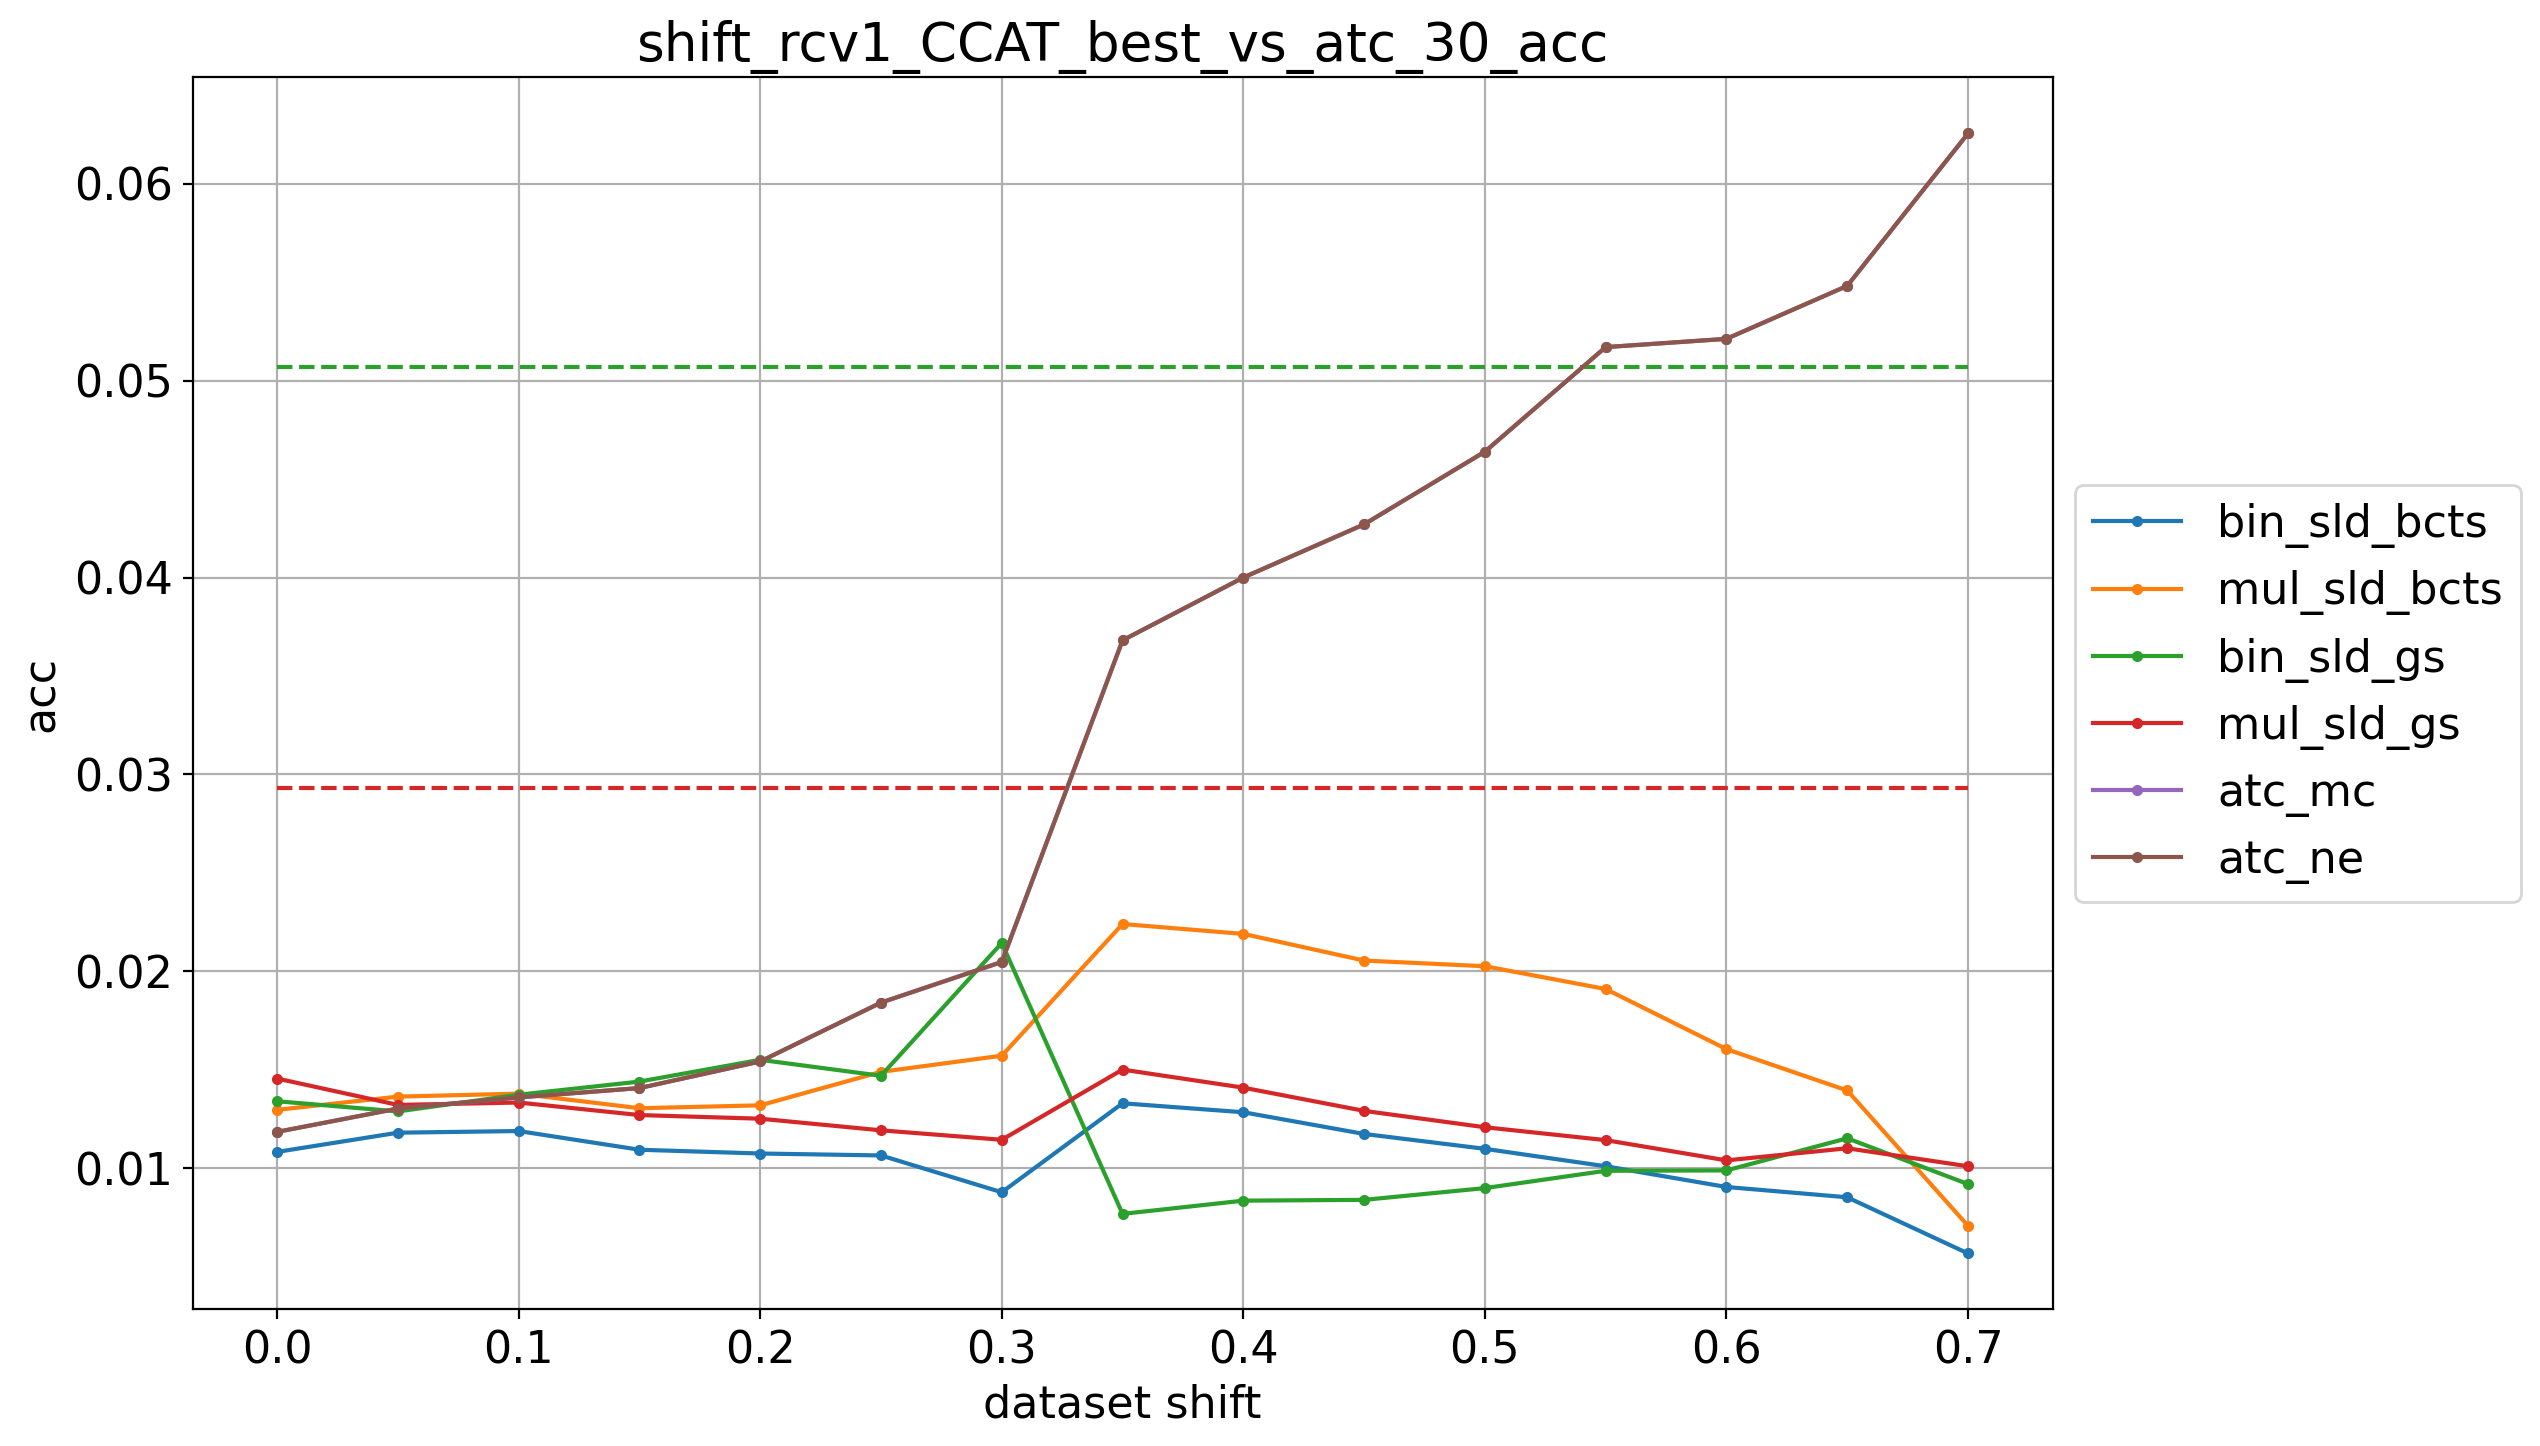 shift_rcv1_CCAT_best_vs_atc_30_acc
acc
0.06
0.05
0.04
0.03
0.02
0.01
0.0 0.1 0.2 0.3 0.4 0.5 0.6 0.7
dataset shift
bin_sld_bcts
mul_sld_bcts
bin_sld_gs
mul_sld_gs
atc_mc
atc_ne